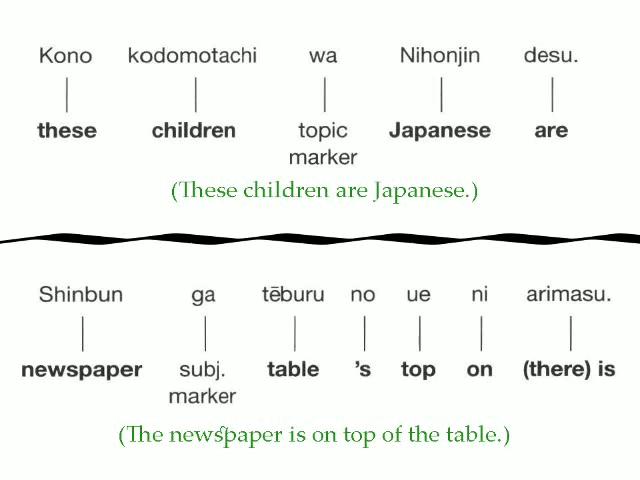 Kono kodomotachi wa Nihonjin desu.
these children topic Japanese are
marker
(These children are Japanese.)
Shinbun ga tēburu no ue ni arimasu.
newspaper subj. table 's top on (there) is
marker
(The newspaper is on top of the table.)